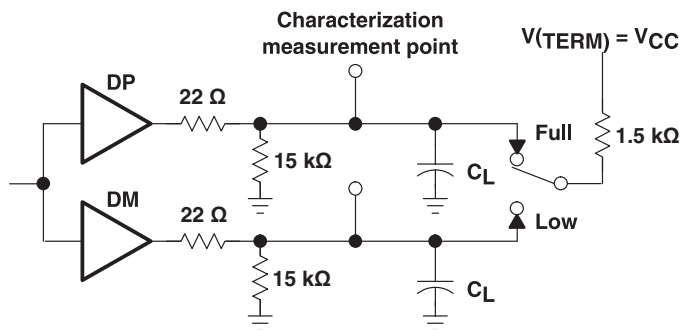 Characterization
measurement point
V(TERM) = VCC
DP
22 Ω
Full
1.5 kΩ
15 kΩ
CL
DM
22 Ω
Low
15 kΩ
CL